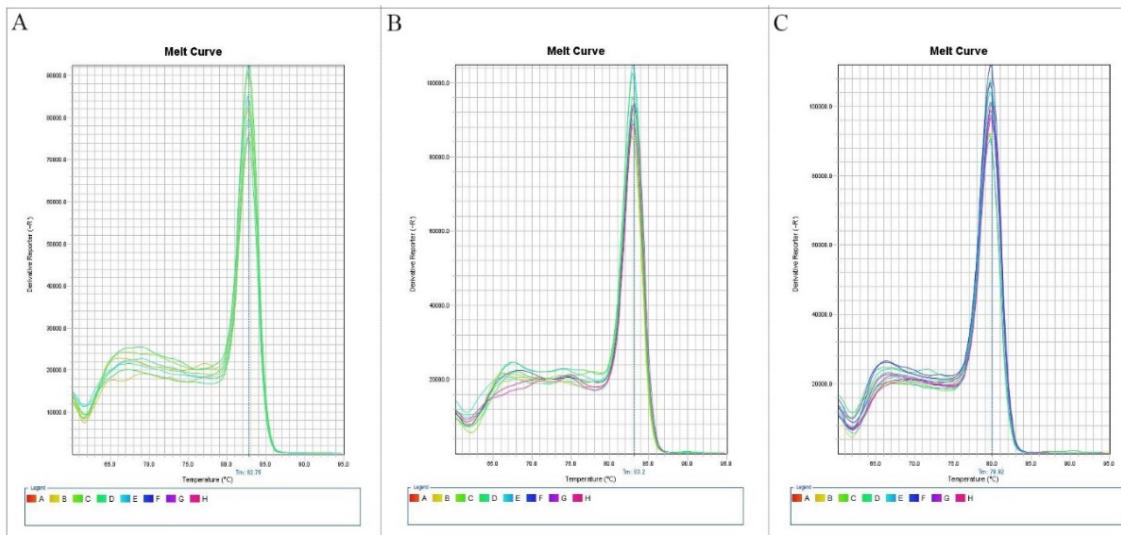 A
Melt Curve
Derivative Reporter (-R')
90000.0
80000.0
70000.0
60000.0
50000.0
40000.0
30000.0
20000.0
10000.0
65.0 70.0 75.0 80.0 85.0 90.0 95.0
Temperature (°C)
Legend
A B C D E F G H
B
Melt Curve
Derivative Reporter (-R')
100000.0
80000.0
60000.0
40000.0
20000.0
65.0 70.0 75.0 80.0 85.0 90.0 95.0
Tm: 83.2
Temperature (°C)
Legend
A B C D E F G H
C
Melt Curve
Derivative Reporter (-R')
100000.0
80000.0
60000.0
40000.0
20000.0
65.0 70.0 75.0 80.0 85.0 90.0 95.0
Tm: 79.92
Temperature (°C)
Legend
A B C D E F G H